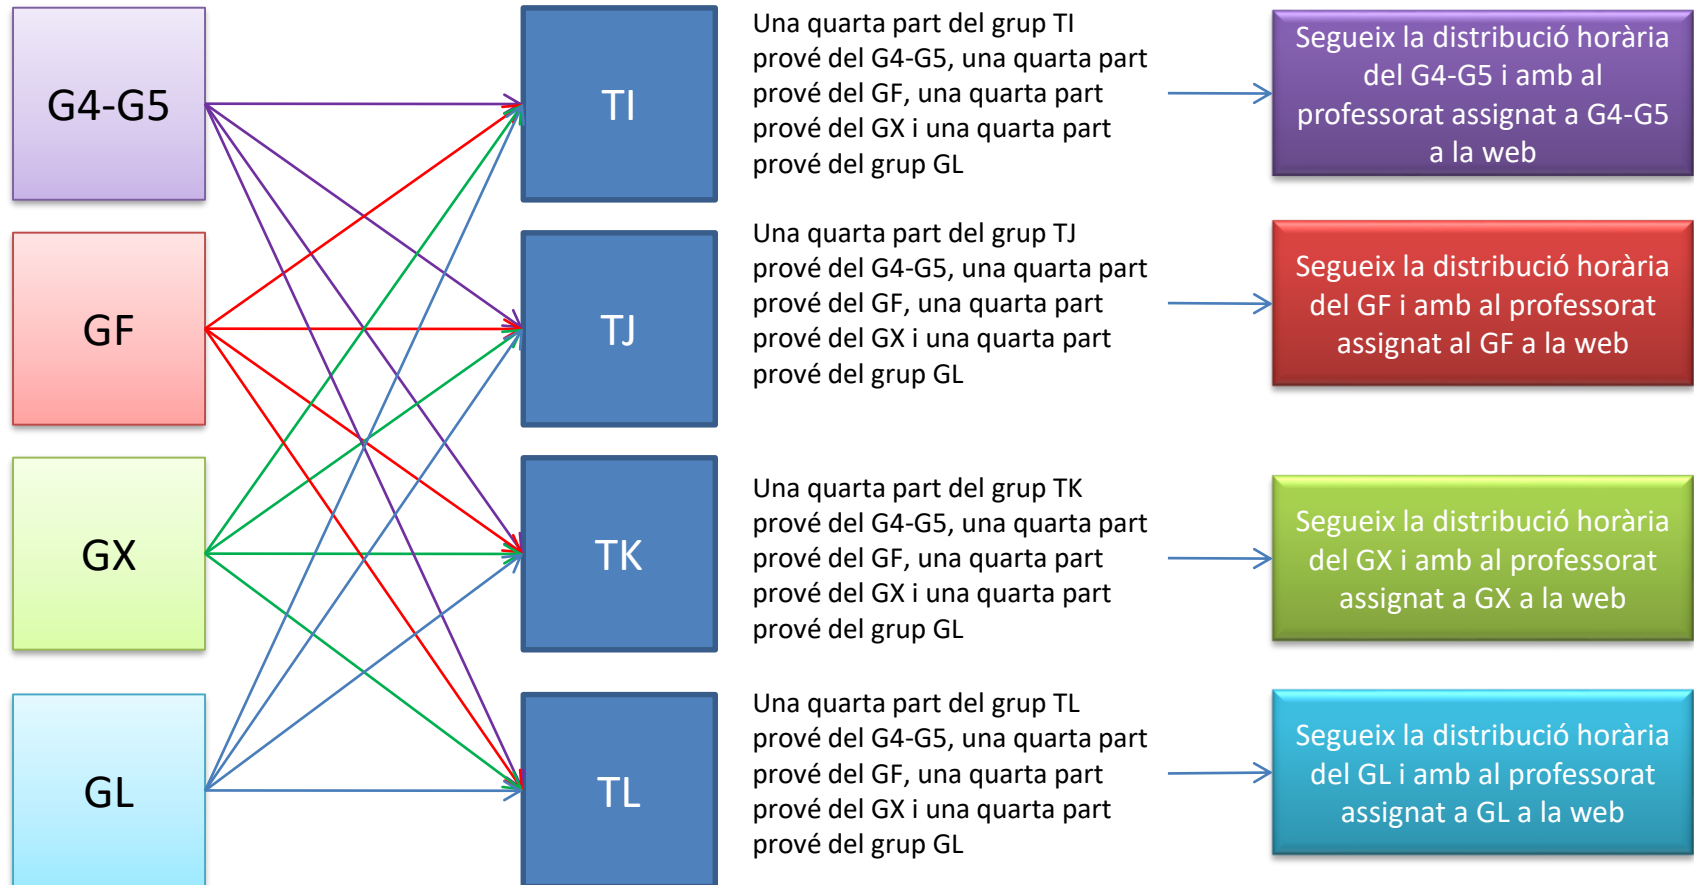 G4-G5
TI
Una quarta part del grup TI
prové del G4-G5, una quarta part
prové del GF, una quarta part
prové del GX i una quarta part
prové del grup GL
Segueix la distribució horària
del G4-G5 i amb al
professorat assignat a G4-G5
a la web
GF
TJ
Una quarta part del grup TJ
prové del G4-G5, una quarta part
prové del GF, una quarta part
prové del GX i una quarta part
prové del grup GL
Segueix la distribució horària
del GF i amb al professorat
assignat al GF a la web
GX
TK
Una quarta part del grup TK
prové del G4-G5, una quarta part
prové del GF, una quarta part
prové del GX i una quarta part
prové del grup GL
Segueix la distribució horària
del GX i amb al professorat
assignat a GX a la web
GL
TL
Una quarta part del grup TL
prové del G4-G5, una quarta part
prové del GF, una quarta part
prové del GX i una quarta part
prové del grup GL
Segueix la distribució horària
del GL i amb al professorat
assignat a GL a la web